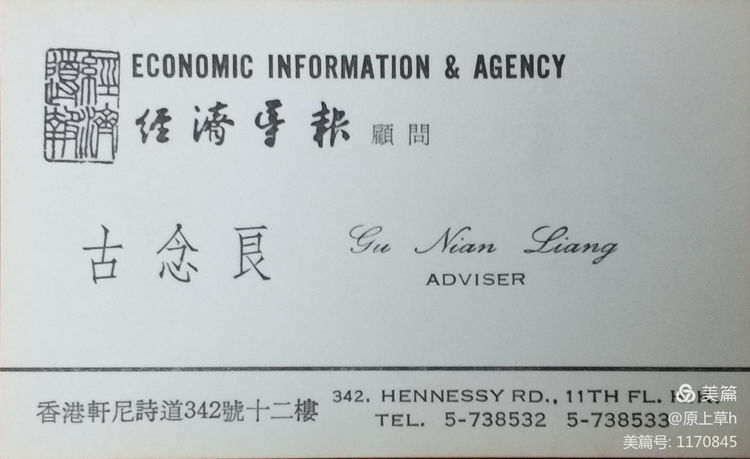 經濟導報
ECONOMIC INFORMATION & AGENCY
經濟导报 顧問
古念良 Gu Nian Liang
ADVISER
香港軒尼詩道342號十二樓
342, HENNESSY RD., 11TH FL. H.K.
TEL. 5-738532 5-738533
美篇
@原上草h
美篇号: 1170845